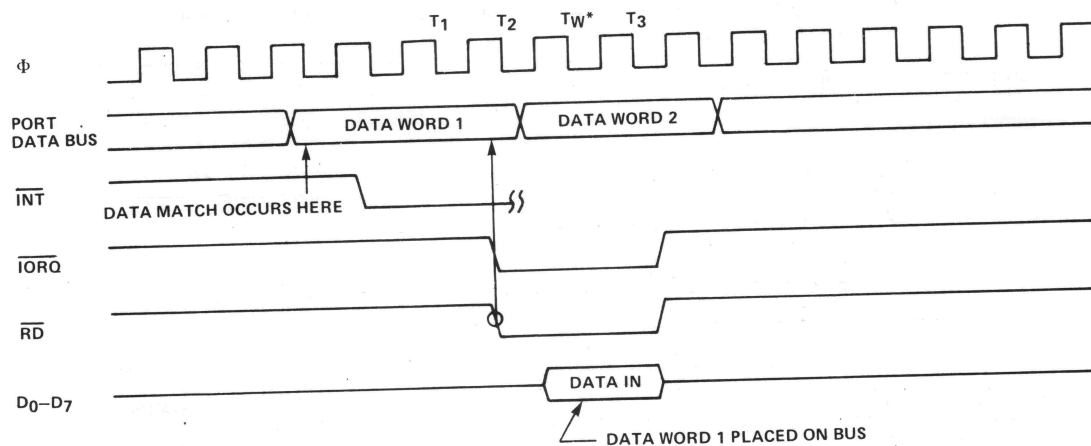 T1 T2 TW* T3
Φ
PORT
DATA BUS
DATA WORD 1 DATA WORD 2
INT
DATA MATCH OCCURS HERE
IORQ
RD
D0–D7
DATA IN
DATA WORD 1 PLACED ON BUS